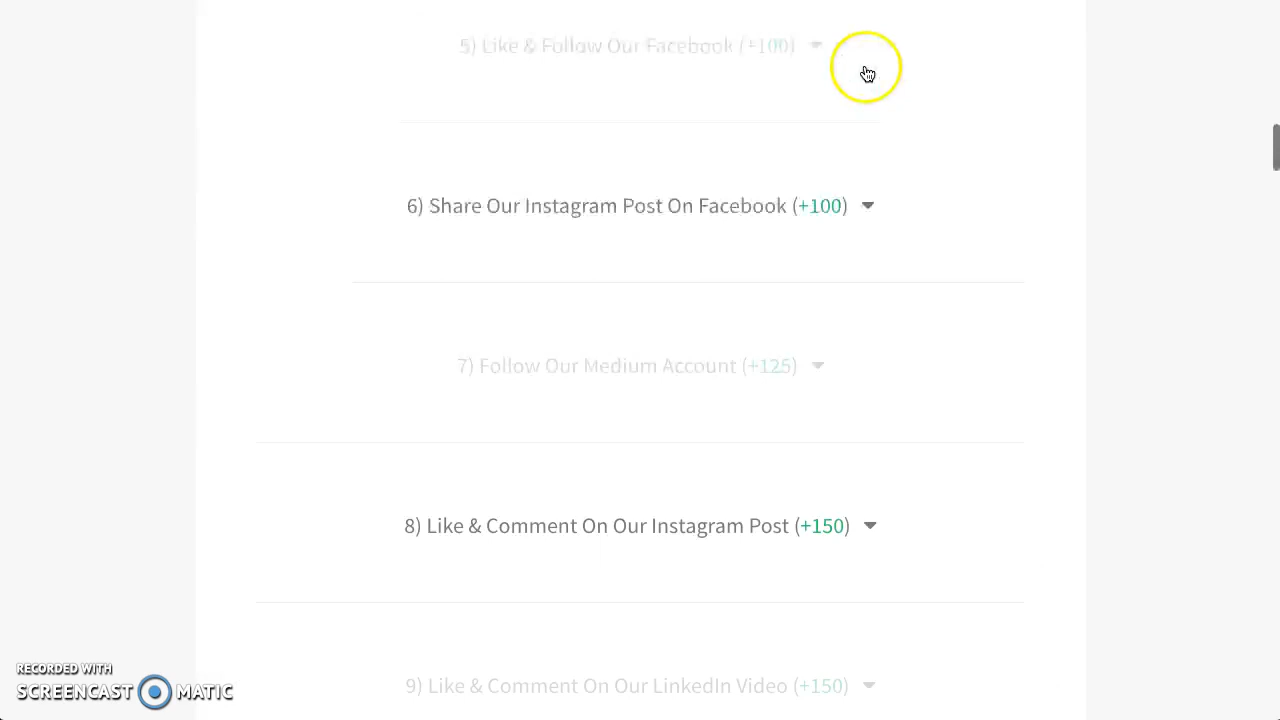 5) Like & Follow Our Facebook (+100)
6) Share Our Instagram Post On Facebook (+100)
7) Follow Our Medium Account (+125)
8) Like & Comment On Our Instagram Post (+150)
9) Like & Comment On Our LinkedIn Video (+150)
RECORDED WITH
SCREENCAST MATIC